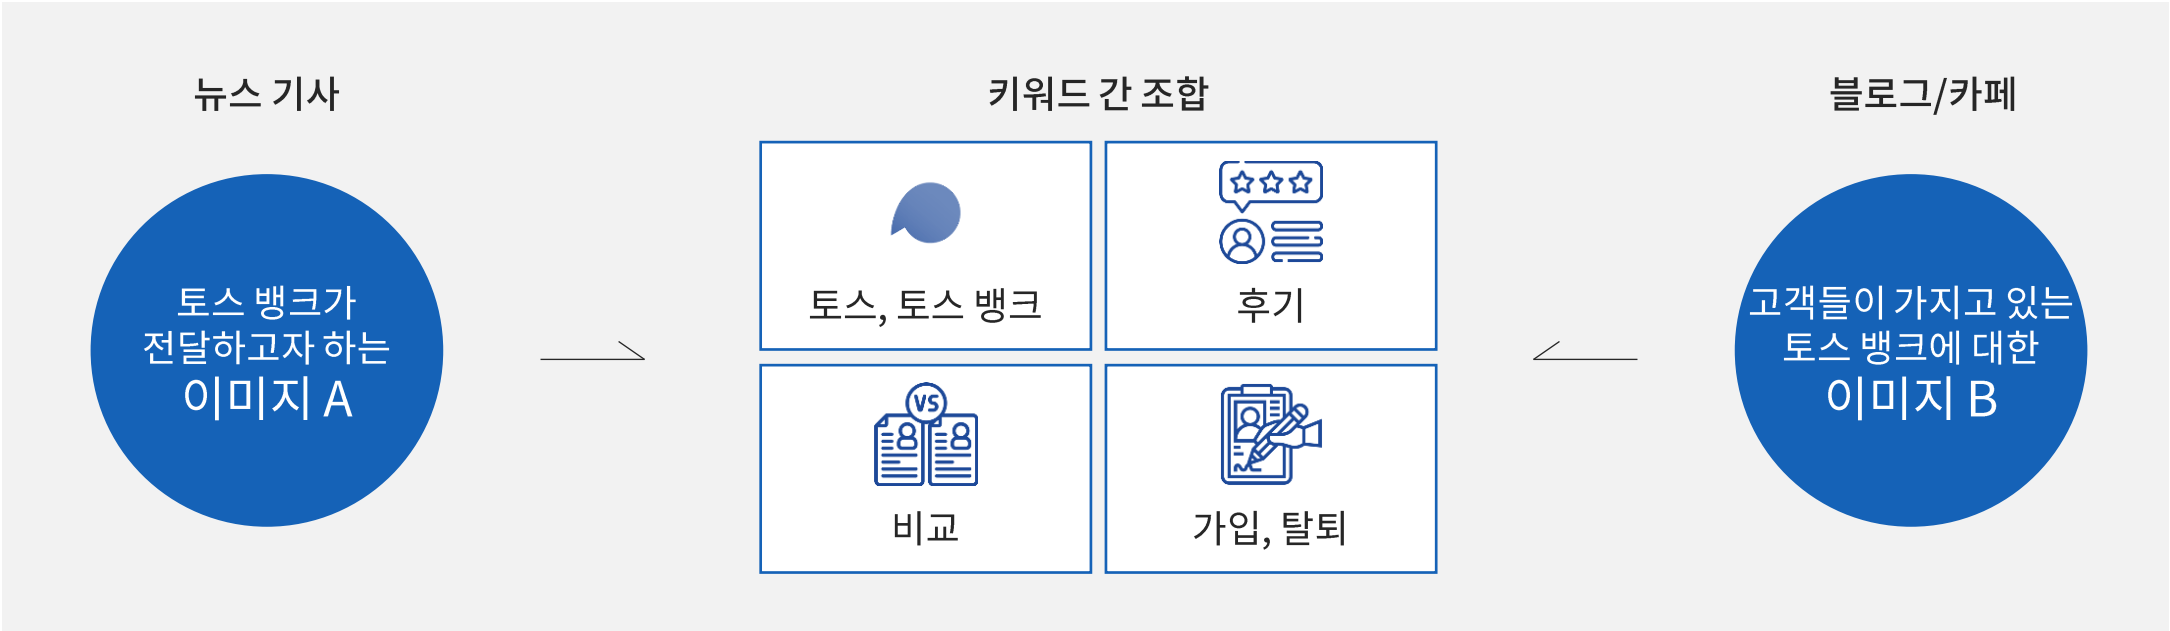 뉴스 기사
토스 뱅크가
전달하고자 하는
이미지 A
키워드 간 조합
토스, 토스 뱅크
후기
VS
비교
가입, 탈퇴
블로그/카페
고객들이 가지고 있는
토스 뱅크에 대한
이미지 B